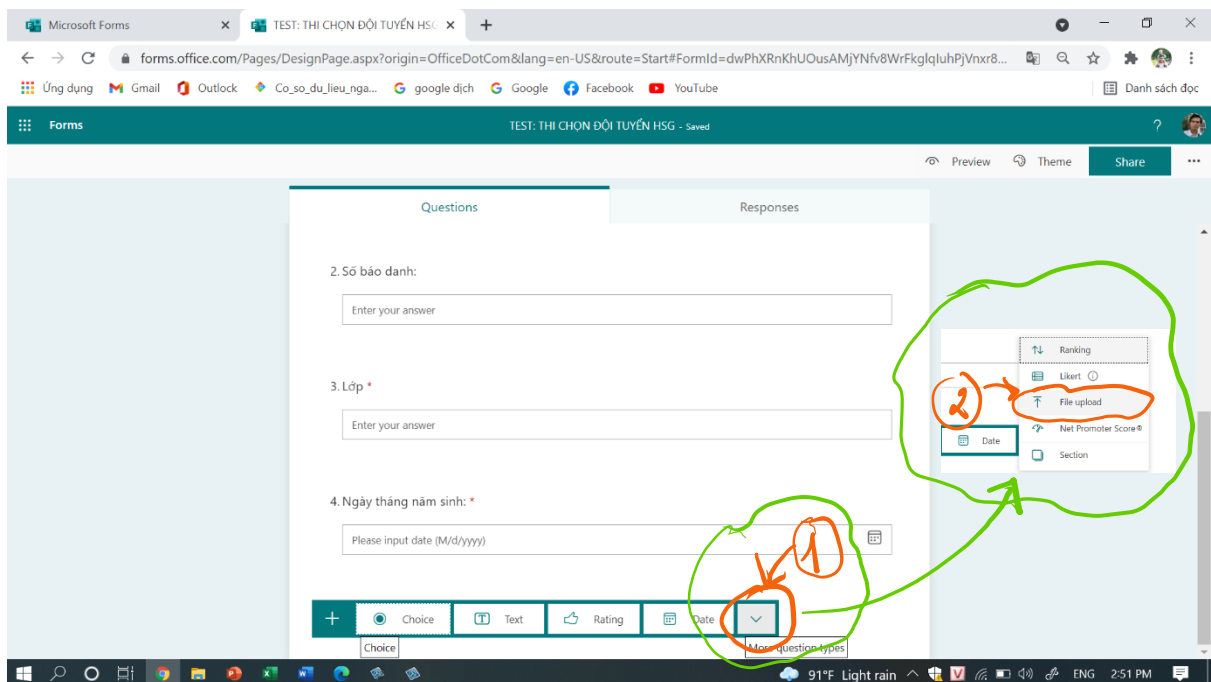 Microsoft Forms
TEST: THI CHỌN ĐỘI TUYỂN HSG
forms.office.com/Pages/DesignPage.aspx?origin=OfficeDotCom&lang=en-US&route=Start#FormId=dwPhXRnKhUOusAMjYNfv8WrFkglqIuhPjVnxr8...
Ứng dụng Gmail Outlook Co_so_du_lieu_nga... google dịch Google Facebook YouTube Danh sách đọc
Forms TEST: THI CHỌN ĐỘI TUYỂN HSG - Saved ?
Preview Theme Share ...
Questions Responses
2. Số báo danh:
Enter your answer
3. Lớp *
Enter your answer
4. Ngày tháng năm sinh: *
Please input date (M/d/yyyy)
+ Choice Text Rating Date
Choice
More question types
1
Ranking
Likert
2
File upload
Net Promoter Score®
Date
Section
91°F Light rain ENG 2:51 PM